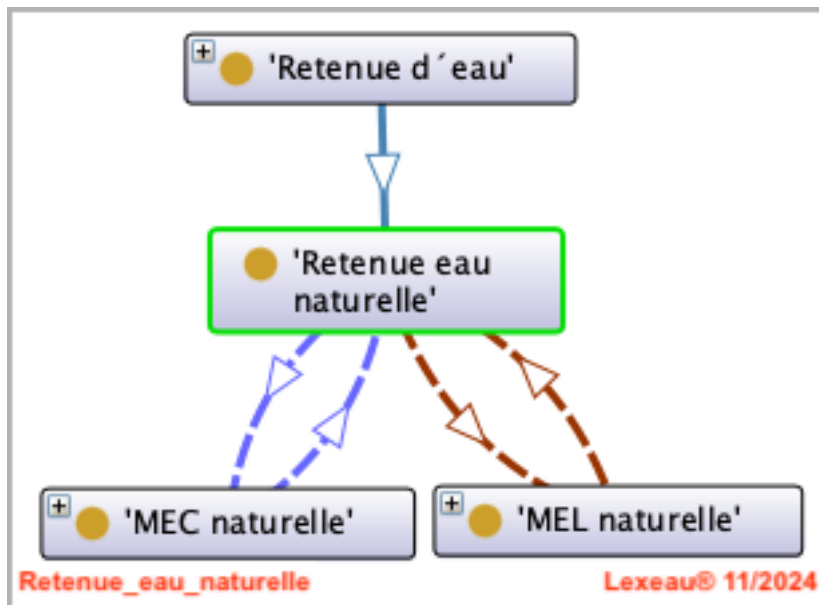 'Retenue d´eau'
'Retenue eau
naturelle'
'MEC naturelle'
'MEL naturelle'
Retenue_eau_naturelle
Lexeau® 11/2024